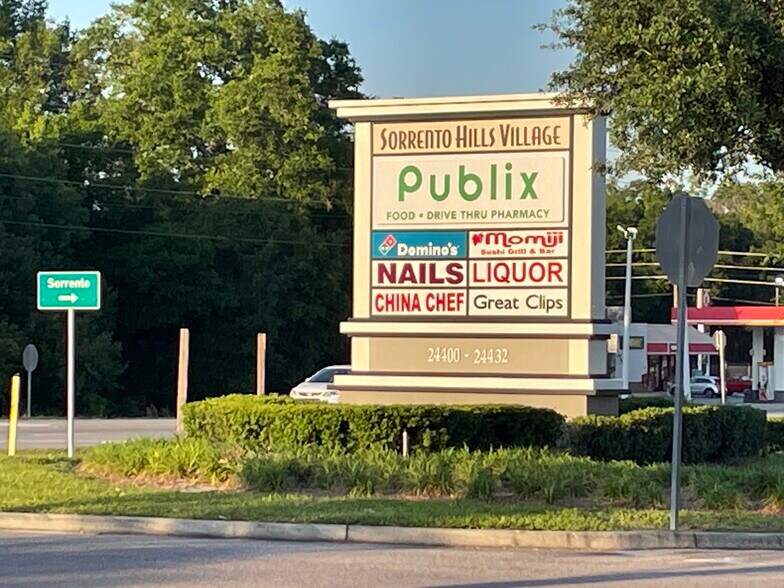 Sorrento Hills Village
Publix
FOOD • DRIVE THRU PHARMACY
Domino's
Momiji
Sushi Grill & Bar
NAILS
LIQUOR
CHINA CHEF
Great Clips
24400 - 24432
Sorrento